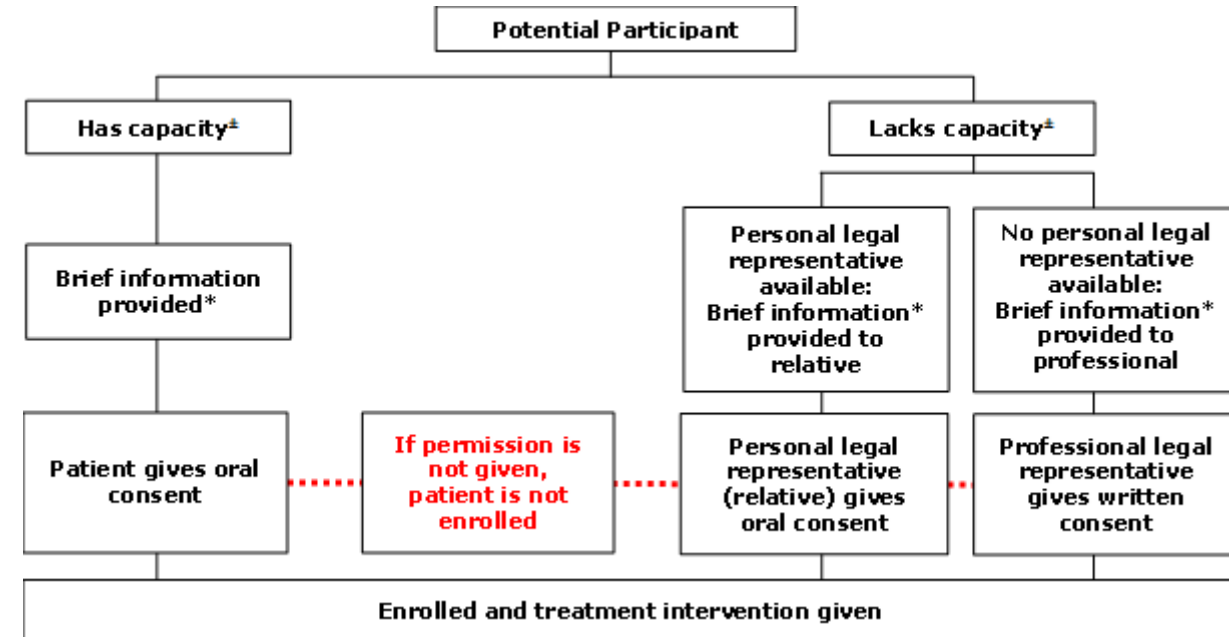 Potential Participant
Has capacity±
Lacks capacity±
Brief information
provided*
Personal legal
representative
available:
Brief information*
provided to
relative
No personal legal
representative
available:
Brief information*
provided to
professional
Patient gives oral
consent
If permission is
not given,
patient is not
enrolled
Personal legal
representative
(relative) gives
oral consent
Professional legal
representative
gives written
consent
Enrolled and treatment intervention given